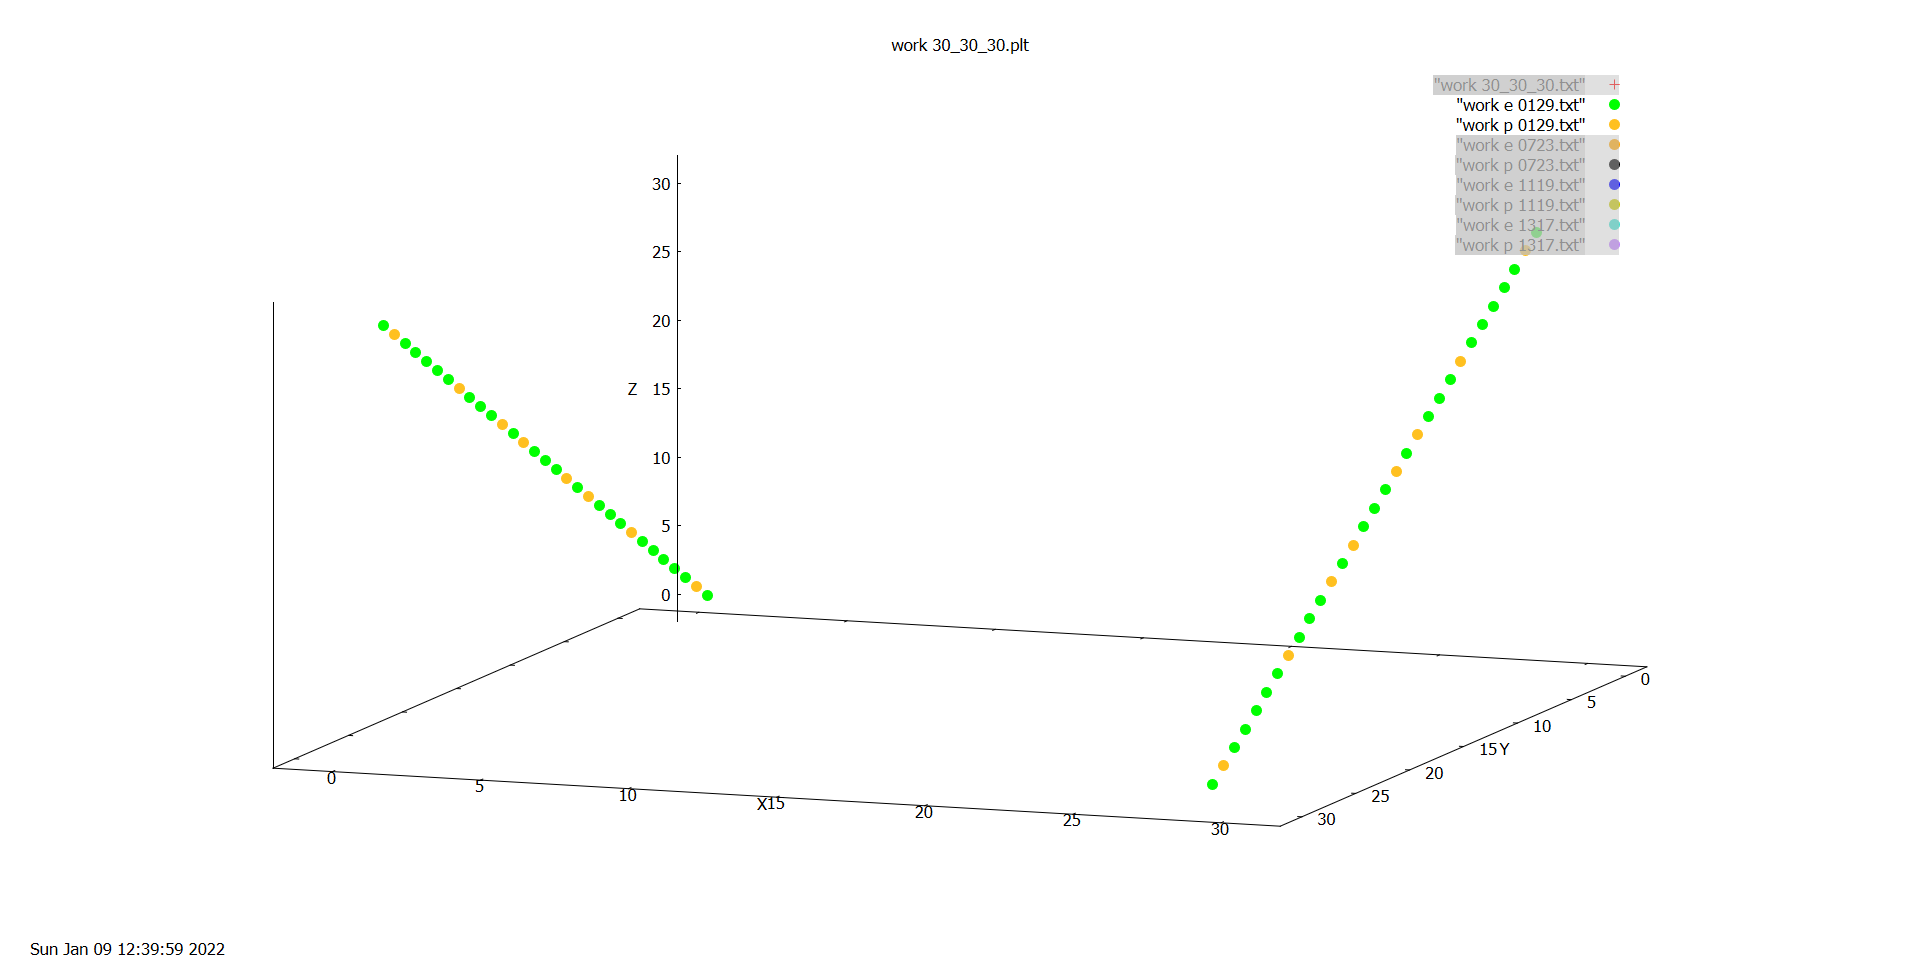 work 30_30_30.plt
"work 30_30_30.txt"
"work e 0129.txt"
"work p 0129.txt"
"work e 0723.txt"
"work p 0723.txt"
"work e 1119.txt"
"work p 1119.txt"
"work e 1317.txt"
"work p 1317.txt"
30
25
20
Z 15
10
5
0
0
5
10
15 Y
20
25
30
0
5
10
X 15
20
25
30
Sun Jan 09 12:39:59 2022